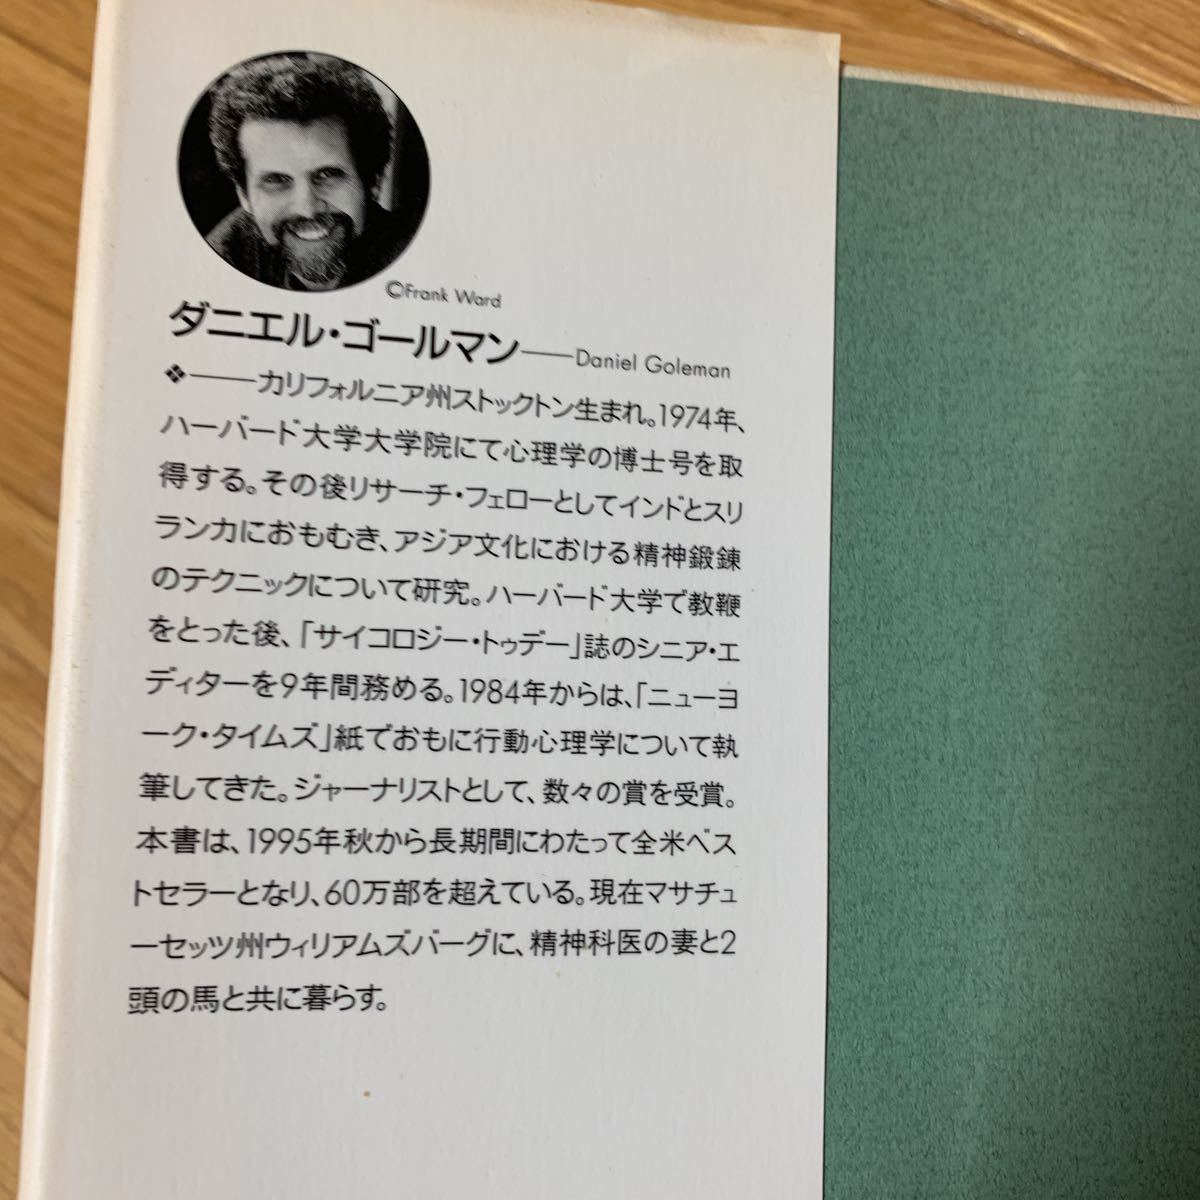 ©Frank Ward
ダニエル・ゴールマン——Daniel Goleman
❖——カリフォルニア州ストックトン生まれ。1974年、
ハーバード大学大学院にて心理学の博士号を取
得する。その後リサーチ・フェローとしてインドとスリ
ランカにおもむき、アジア文化における精神鍛錬
のテクニックについて研究。ハーバード大学で教鞭
をとった後、「サイコロジー・トゥデー」誌のシニア・エ
ディターを9年間務める。1984年からは、「ニューヨ
ーク・タイムズ」紙でおもに行動心理学について執
筆してきた。ジャーナリストとして、数々の賞を受賞。
本書は、1995年秋から長期間にわたって全米ベス
トセラーとなり、60万部を超えている。現在マサチュ
ーセッツ州ウィリアムズバーグに、精神科医の妻と2
頭の馬と共に暮らす。